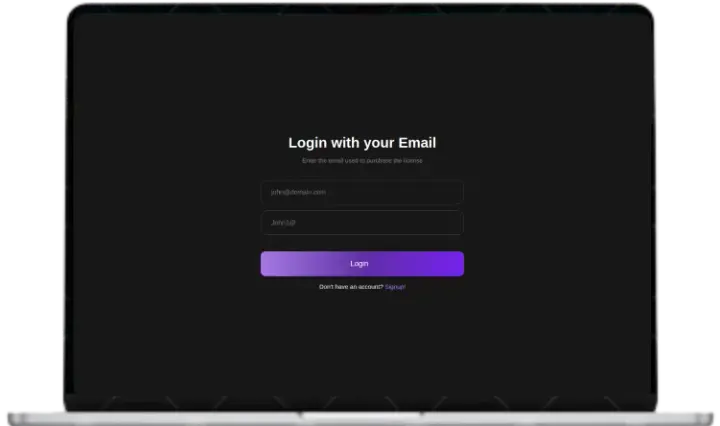 Login with your Email
Enter the email used to purchase the license
john@domain.com
John1@
Login
Don't have an account? Signup!